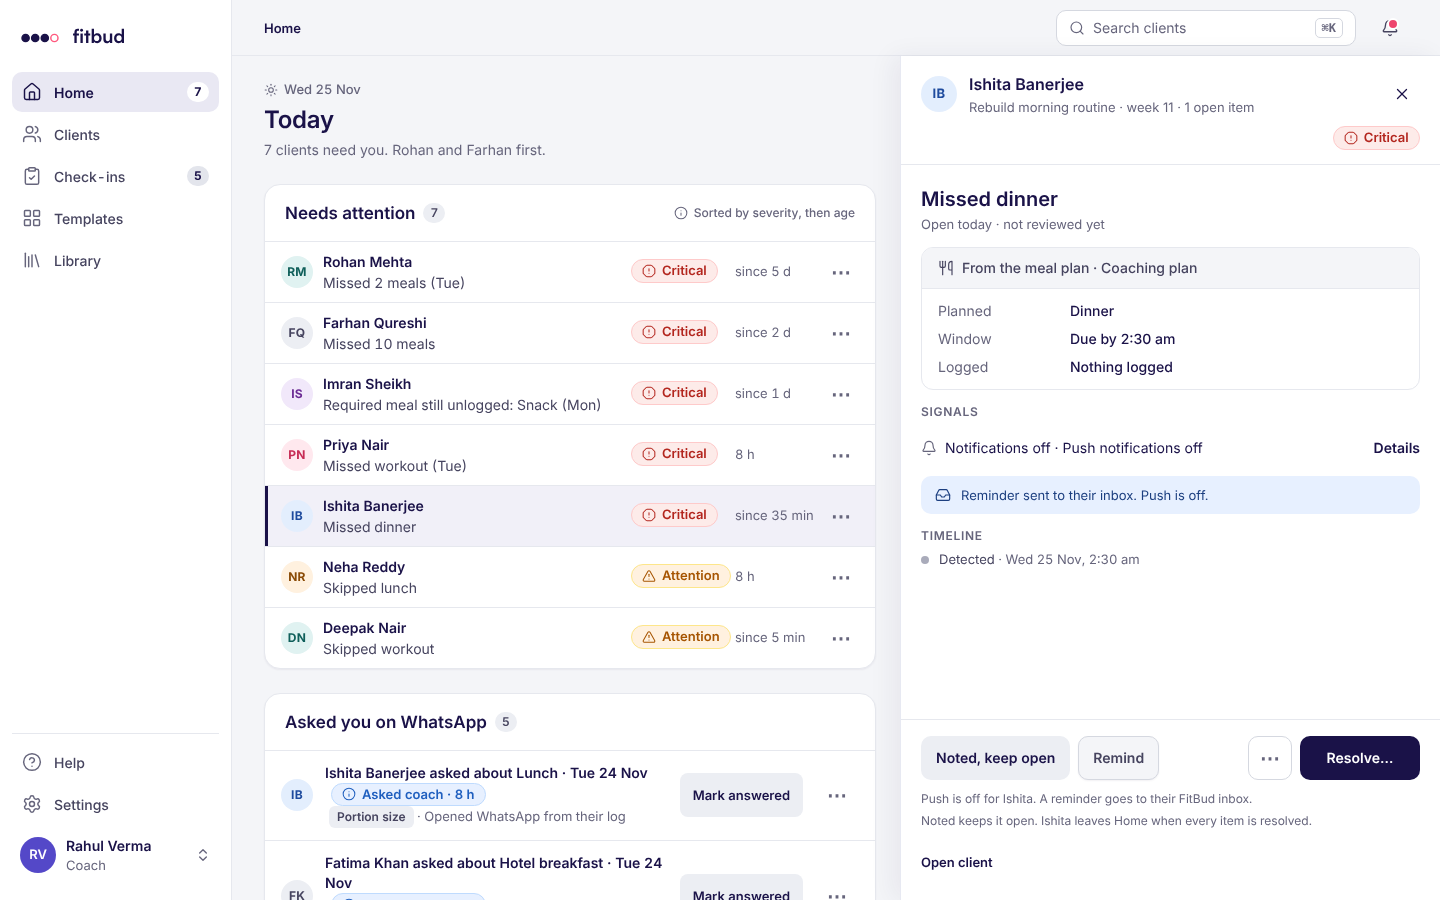 fitbud
Home 7
Clients
Check-ins 5
Templates
Library
Help
Settings
RV
Rahul Verma
Coach
Home
Search clients
⌘K
Wed 25 Nov
Today
7 clients need you. Rohan and Farhan first.
Needs attention 7
Sorted by severity, then age
RM
Rohan Mehta
Missed 2 meals (Tue)
Critical
since 5 d
FQ
Farhan Qureshi
Missed 10 meals
Critical
since 2 d
IS
Imran Sheikh
Required meal still unlogged: Snack (Mon)
Critical
since 1 d
PN
Priya Nair
Missed workout (Tue)
Critical
8 h
IB
Ishita Banerjee
Missed dinner
Critical
since 35 min
NR
Neha Reddy
Skipped lunch
Attention
8 h
DN
Deepak Nair
Skipped workout
Attention
since 5 min
Asked you on WhatsApp 5
IB
Ishita Banerjee asked about Lunch · Tue 24 Nov
Asked coach · 8 h
Portion size · Opened WhatsApp from their log
Mark answered
FK
Fatima Khan asked about Hotel breakfast · Tue 24
Nov
Mark answered
IB
Ishita Banerjee
Rebuild morning routine · week 11 · 1 open item
Critical
Missed dinner
Open today · not reviewed yet
From the meal plan · Coaching plan
Planned Dinner
Window Due by 2:30 am
Logged Nothing logged
SIGNALS
Notifications off · Push notifications off
Details
Reminder sent to their inbox. Push is off.
TIMELINE
Detected · Wed 25 Nov, 2:30 am
Noted, keep open
Remind
Resolve...
Push is off for Ishita. A reminder goes to their FitBud inbox.
Noted keeps it open. Ishita leaves Home when every item is resolved.
Open client